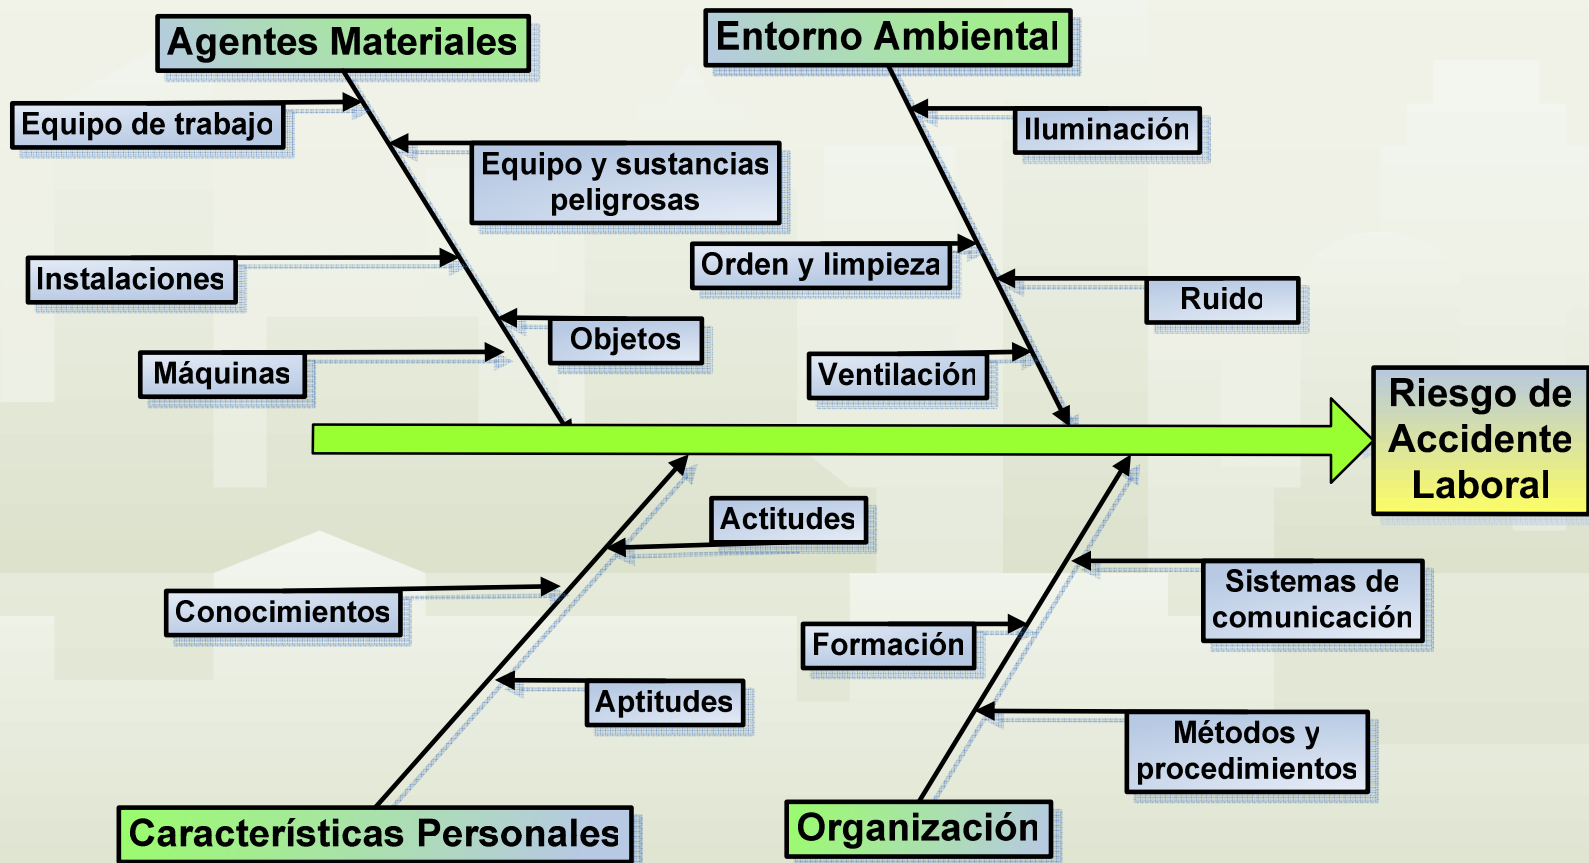 Agentes Materiales
Entorno Ambiental
Equipo de trabajo
Iluminación
Equipo y sustancias
peligrosas
Orden y limpieza
Instalaciones
Ruido
Objetos
Máquinas
Ventilación
Riesgo de
Accidente
Laboral
Actitudes
Sistemas de
comunicación
Conocimientos
Formación
Aptitudes
Métodos y
procedimientos
Características Personales
Organización